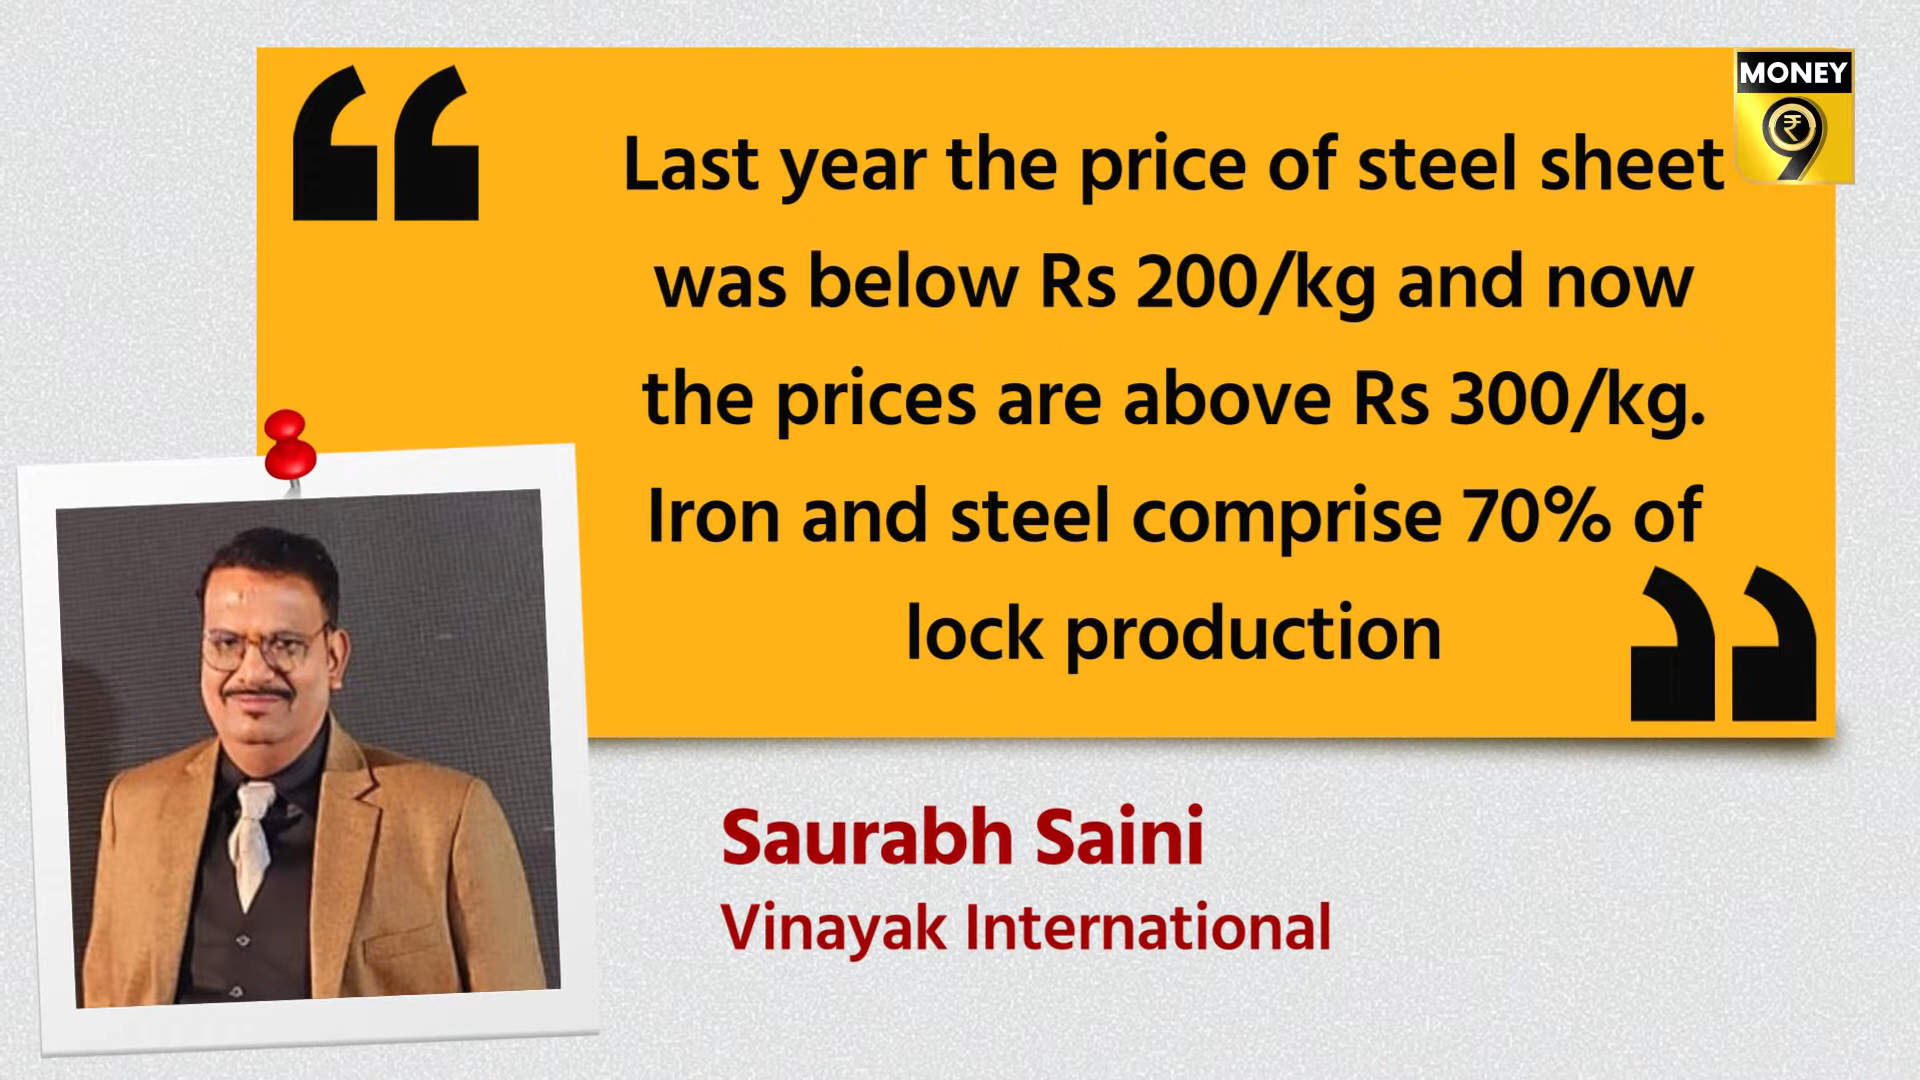 MONEY
9
Last year the price of steel sheet
was below Rs 200/kg and now
the prices are above Rs 300/kg.
Iron and steel comprise 70% of
lock production
Saurabh Saini
Vinayak International